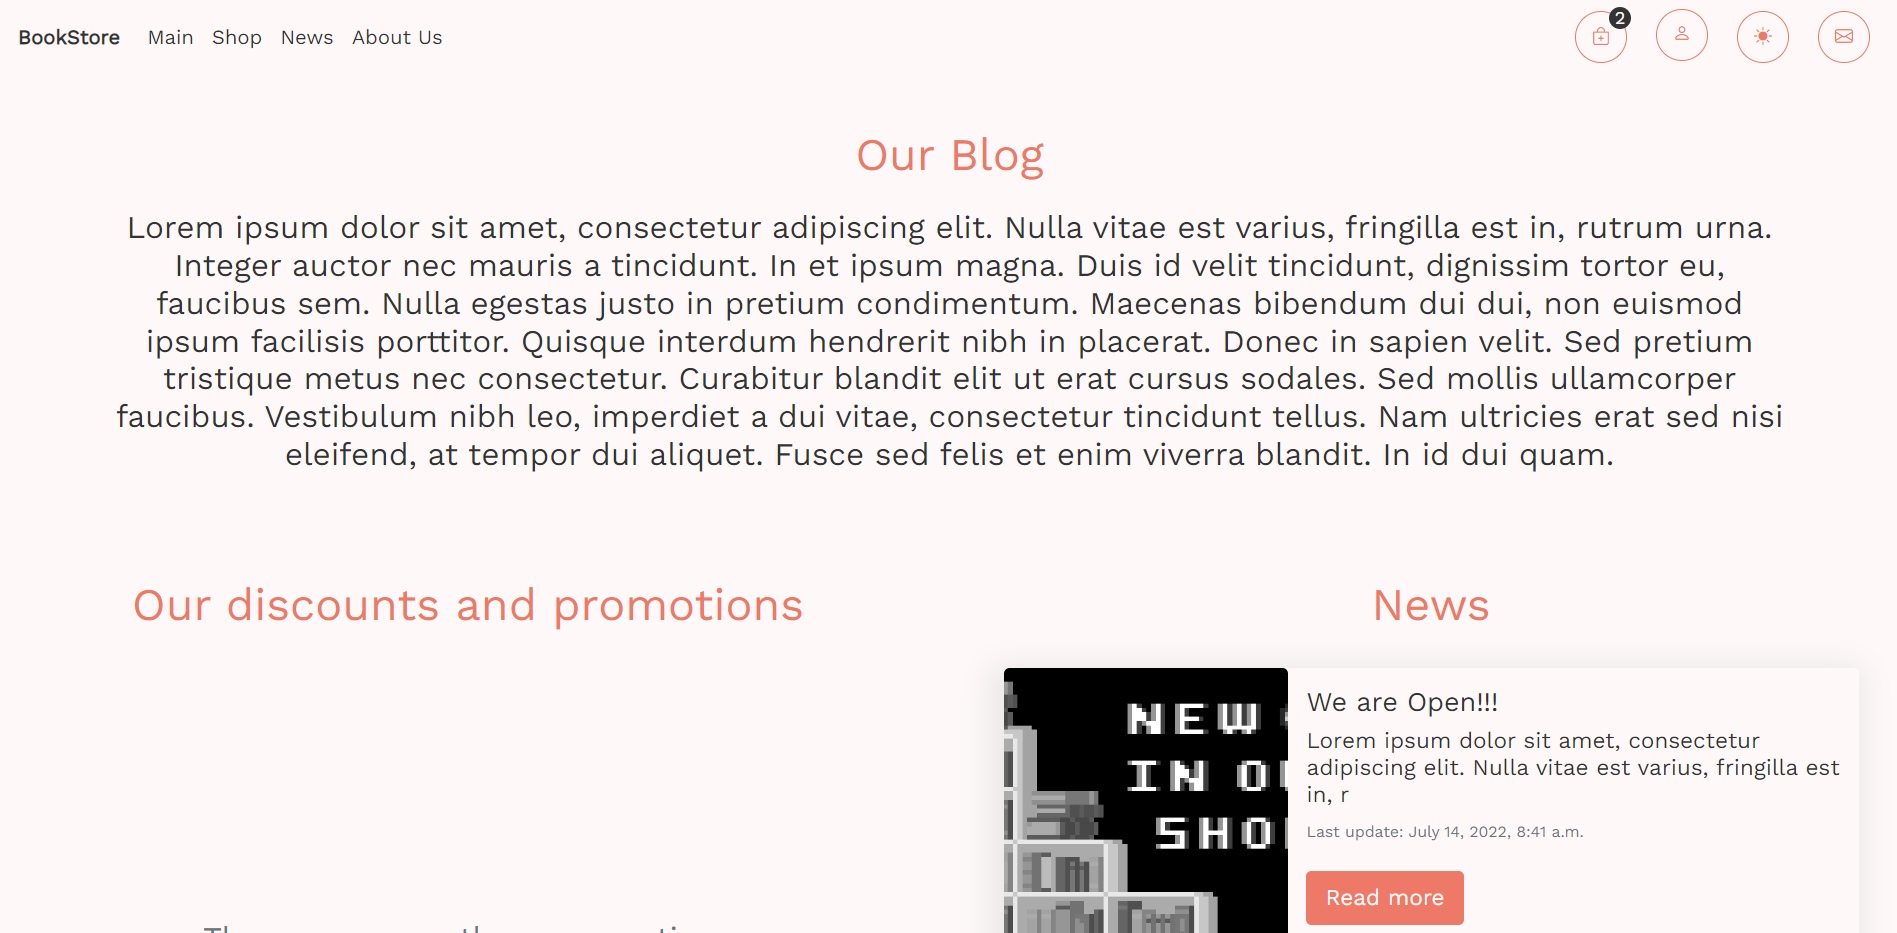 BookStore Main Shop News About Us 2
Our Blog
Lorem ipsum dolor sit amet, consectetur adipiscing elit. Nulla vitae est varius, fringilla est in, rutrum urna.
Integer auctor nec mauris a tincidunt. In et ipsum magna. Duis id velit tincidunt, dignissim tortor eu,
faucibus sem. Nulla egestas justo in pretium condimentum. Maecenas bibendum dui dui, non euismod
ipsum facilisis porttitor. Quisque interdum hendrerit nibh in placerat. Donec in sapien velit. Sed pretium
tristique metus nec consectetur. Curabitur blandit elit ut erat cursus sodales. Sed mollis ullamcorper
faucibus. Vestibulum nibh leo, imperdiet a dui vitae, consectetur tincidunt tellus. Nam ultricies erat sed nisi
eleifend, at tempor dui aliquet. Fusce sed felis et enim viverra blandit. In id dui quam.
Our discounts and promotions
News
NEW
IN
SHO
We are Open!!!
Lorem ipsum dolor sit amet, consectetur
adipiscing elit. Nulla vitae est varius, fringilla est
in, r
Last update: July 14, 2022, 8:41 a.m.
Read more